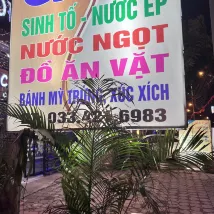 SINH TỐ - NƯỚC ÉP
NƯỚC NGỌT
ĐỒ ĂN VẶT
BÁNH MỲ TRỨNG, XÚC XÍCH
6983